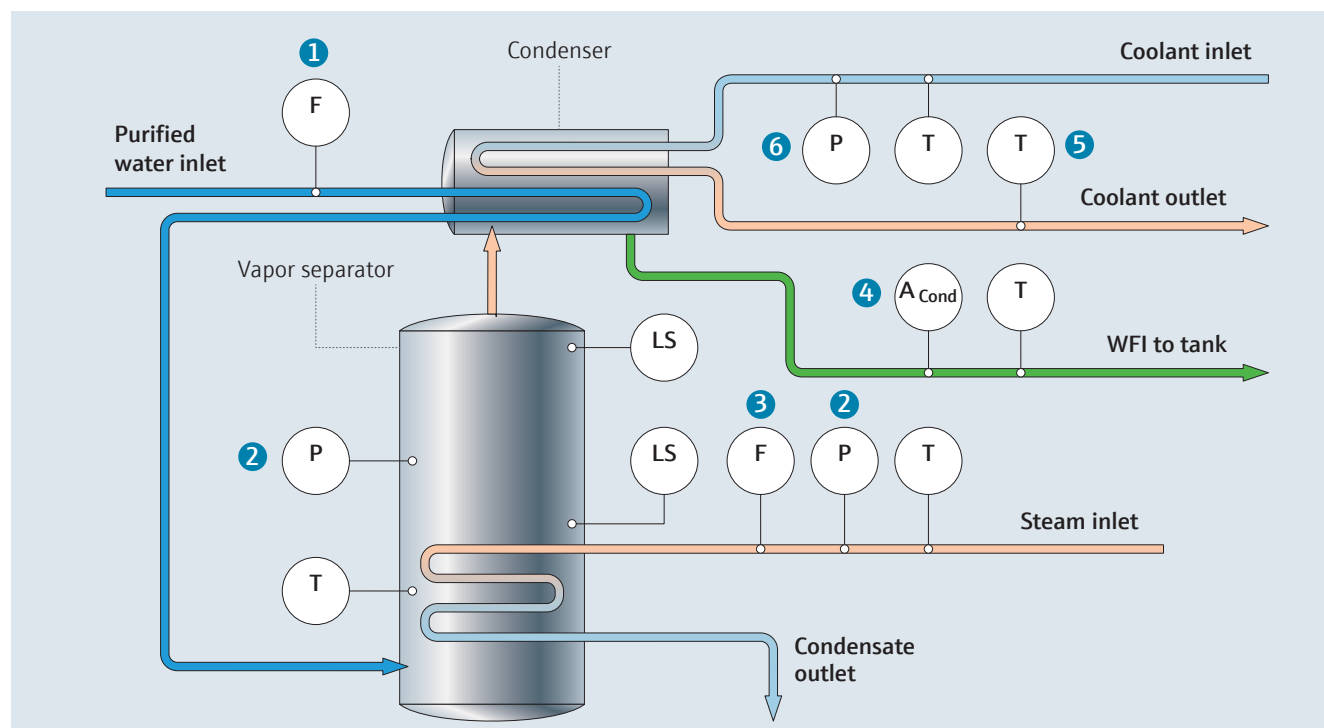 1
Condenser
Coolant inlet
F
Purified
water inlet
6
P
T
T
5
Coolant outlet
Vapor separator
4
A Cond
T
LS
WFI to tank
3
2
2
P
LS
F
P
T
Steam inlet
T
Condensate
outlet